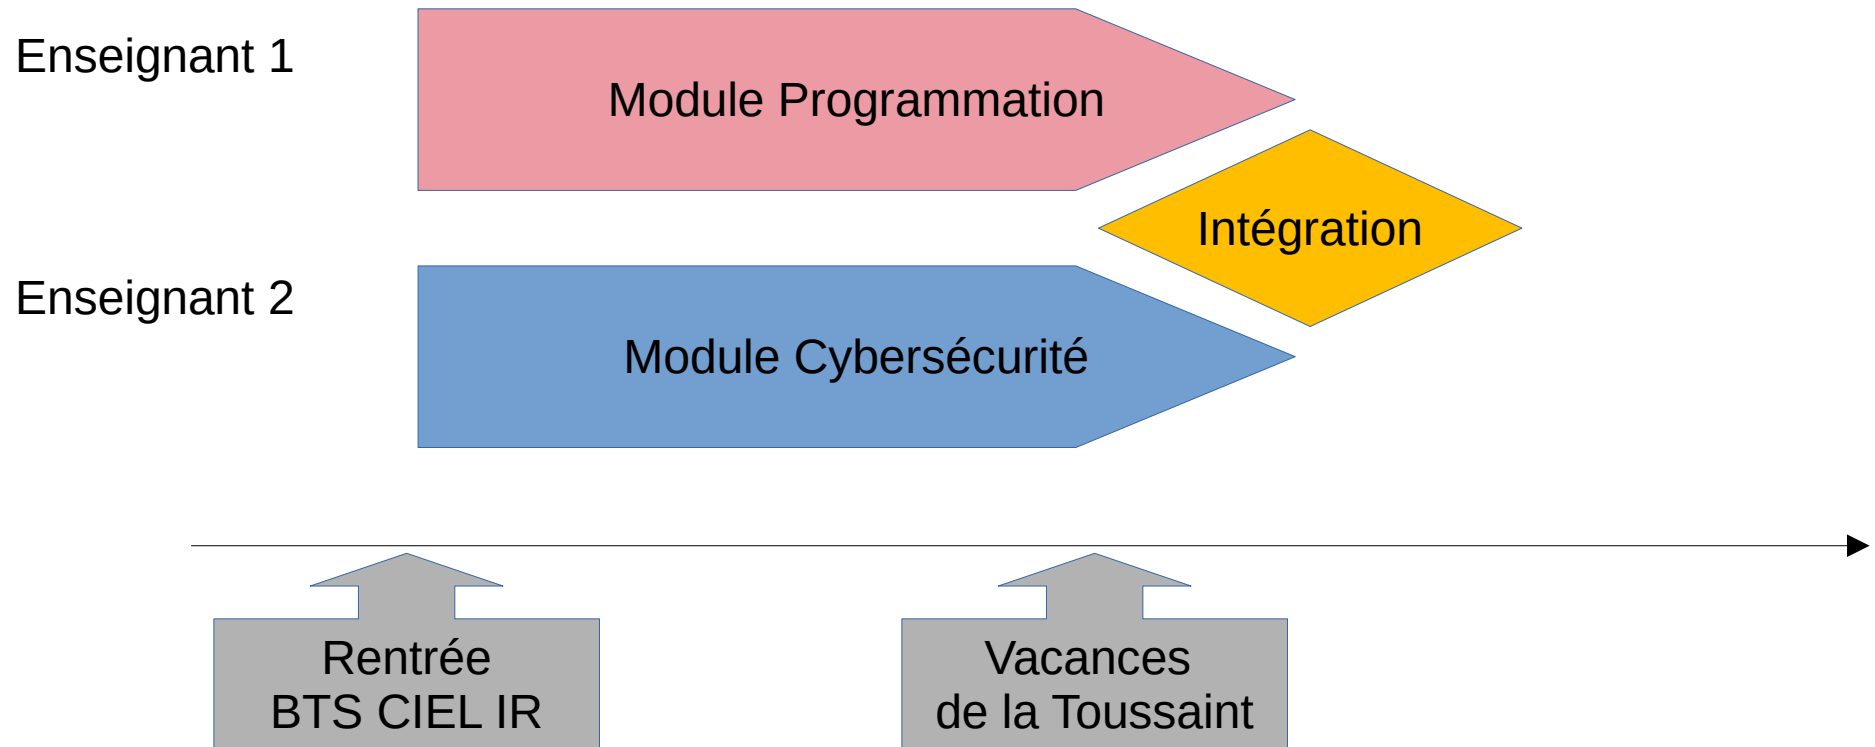 Enseignant 1
Module Programmation
Intégration
Enseignant 2
Module Cybersécurité
Rentrée
BTS CIEL IR
Vacances
de la Toussaint